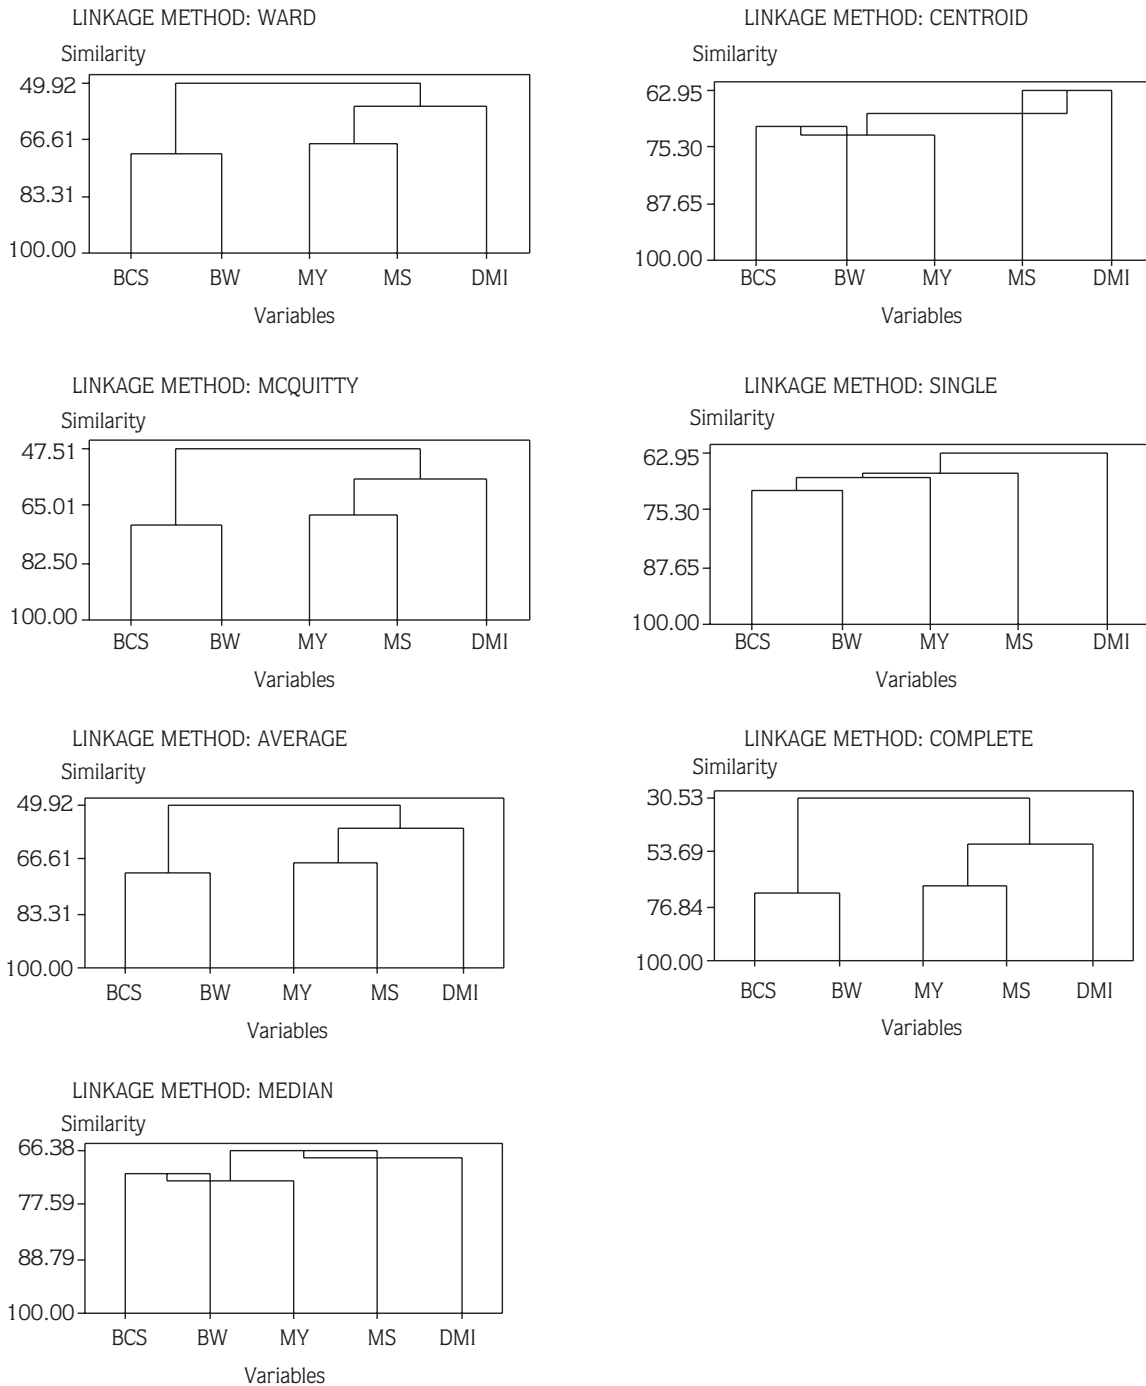 LINKAGE METHOD: WARD
Similarity
49.92
66.61
83.31
100.00
BCS BW MY MS DMI
Variables
LINKAGE METHOD: CENTROID
Similarity
62.95
75.30
87.65
100.00
BCS BW MY MS DMI
Variables
LINKAGE METHOD: MCQUITTY
Similarity
47.51
65.01
82.50
100.00
BCS BW MY MS DMI
Variables
LINKAGE METHOD: SINGLE
Similarity
62.95
75.30
87.65
100.00
BCS BW MY MS DMI
Variables
LINKAGE METHOD: AVERAGE
Similarity
49.92
66.61
83.31
100.00
BCS BW MY MS DMI
Variables
LINKAGE METHOD: COMPLETE
Similarity
30.53
53.69
76.84
100.00
BCS BW MY MS DMI
Variables
LINKAGE METHOD: MEDIAN
Similarity
66.38
77.59
88.79
100.00
BCS BW MY MS DMI
Variables